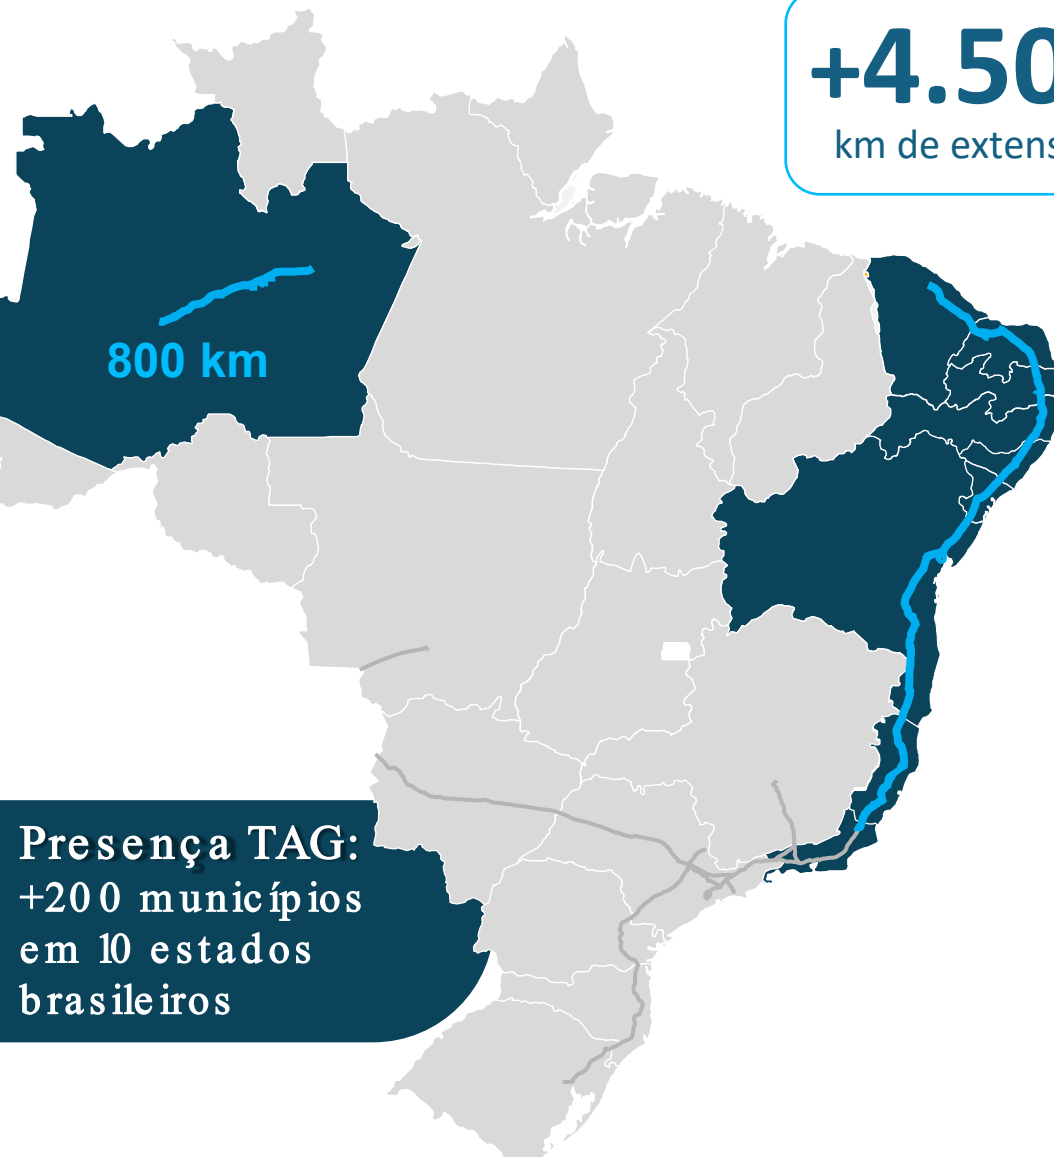 +4.50
km de extens
800 km
Presença TAG:
+200 municípios
em 10 estados
brasileiros